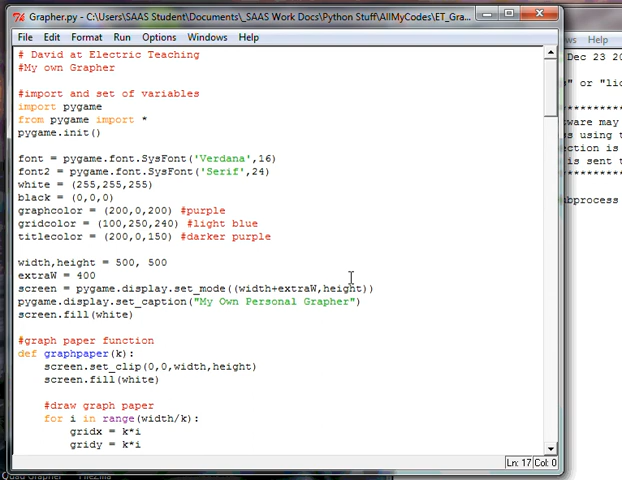 Grapher.py - C:\Users\SAAS Student\Documents\_SAAS Work Docs\Python Stuff\AllMyCodes\ET_Gra...
File Edit Format Run Options Windows Help
# David at Electric Teaching
#My own Grapher
#import and set of variables
import pygame
from pygame import *
pygame.init()
font = pygame.font.SysFont('Verdana',16)
font2 = pygame.font.SysFont('Serif',24)
white = (255,255,255)
black = (0,0,0)
graphcolor = (200,0,200) #purple
gridcolor = (100,250,240) #light blue
titlecolor = (200,0,150) #darker purple
width,height = 500, 500
extraW = 400
screen = pygame.display.set_mode((width+extraW,height))
pygame.display.set_caption("My Own Personal Grapher")
screen.fill(white)
#graph paper function
def graphpaper(k):
screen.set_clip(0,0,width,height)
screen.fill(white)
#draw graph paper
for i in range(width/k):
gridx = k*i
gridy = k*i
Ln: 17 Col: 0
ws Help
Dec 23 20
s" or "lic
****************
tware may
s using t
ction is
is sent t
****************
ubprocess
Quad Grapher FileZilla